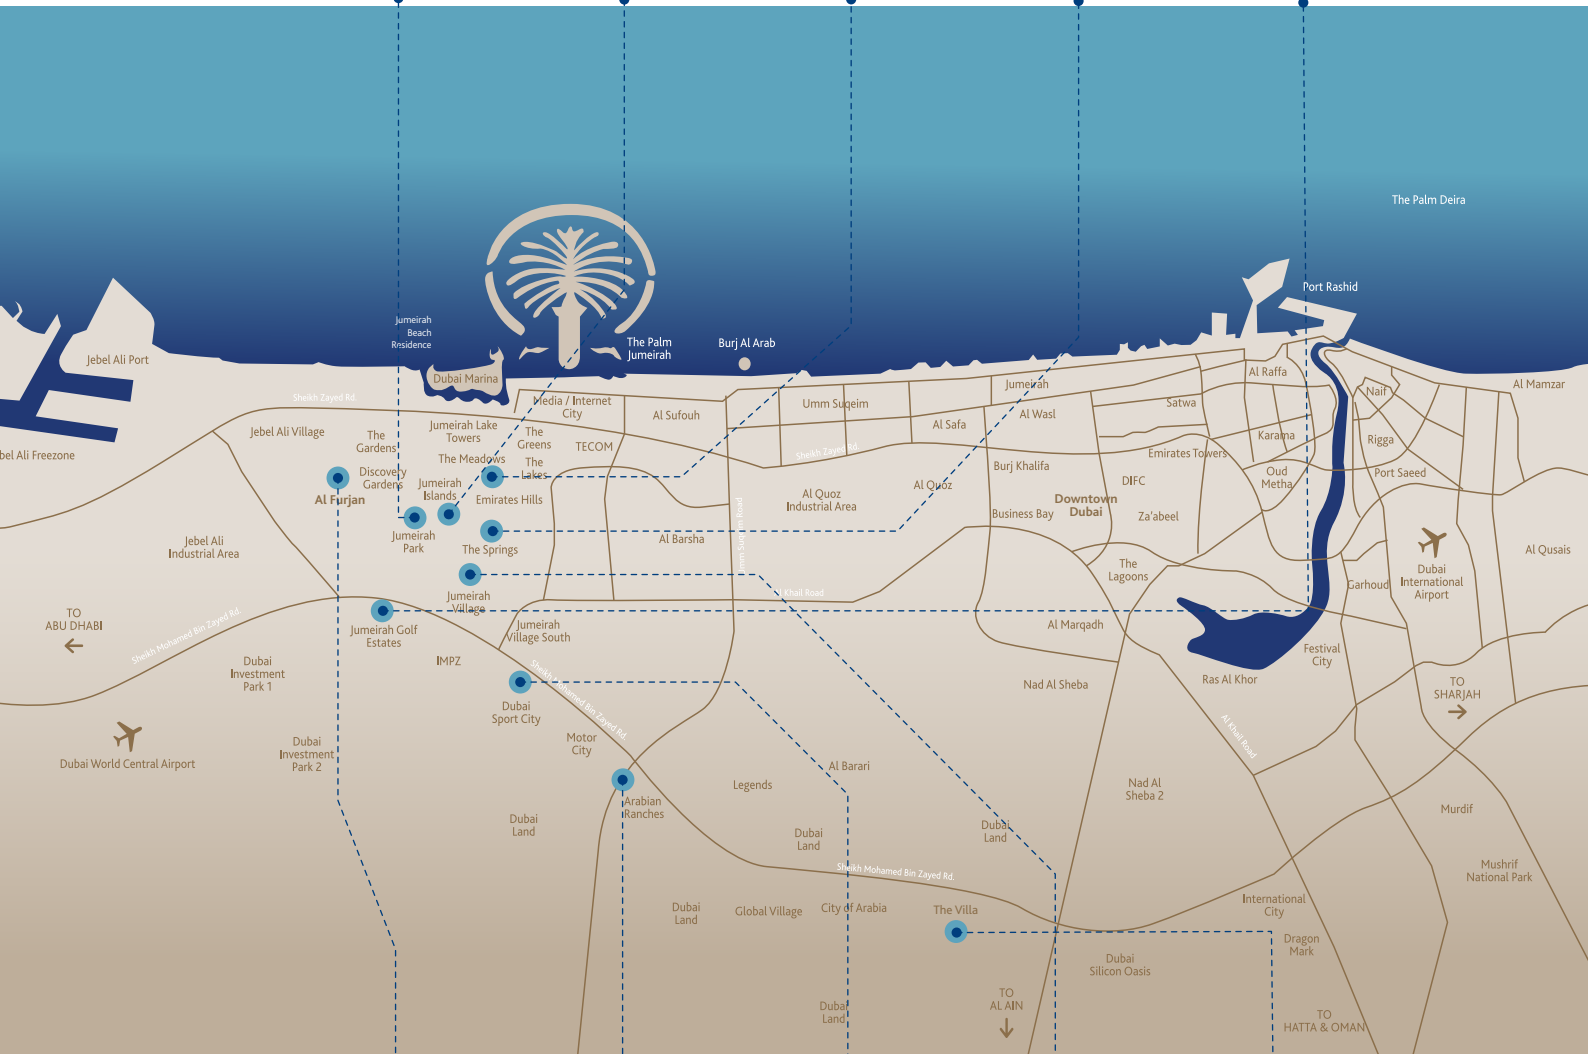 The Palm Deira
Port Rashid
Jumeirah
Beach
Residence
The Palm
Jumeirah
Burj Al Arab
Jebel Ali Port
Dubai Marina
Al Raffa
Jumeirah
Naif
Al Mamzar
Sheikh Zayed Rd.
Media / Internet
City
Al Sufouh
Umm Suqeim
Al Safa
Al Wasl
Satwa
Jebel Ali Village
The
Gardens
Jumeirah Lake
Towers
The
Greens
TECOM
Sheikh Zayed Rd.
Karama
Rigga
Emirates Towers
bel Ali Freezone
The Meadows
The
Lakes
Discovery
Gardens
Jumeirah
Islands
Al Furjan
Emirates Hills
Al Quoz
Industrial Area
Al Quoz
Burj Khalifa
DIFC
Oud
Metha
Port Saeed
Downtown
Dubai
Business Bay
Za'abeel
Jumeirah
Park
The Springs
Al Barsha
Umm Suqeim Road
Jebel Ali
Industrial Area
The
Lagoons
Dubai
International
Airport
Al Qusais
Garhoud
Jumeirah
Village
Al Khail Road
TO
ABU DHABI
Sheikh Mohamed Bin Zayed Rd.
Jumeirah Golf
Estates
Jumeirah
Village South
Al Marqadh
Festival
City
IMPZ
Dubai
Investment
Park 1
Sheikh Mohamed Bin Zayed Rd.
Nad Al Sheba
Ras Al Khor
TO
SHARJAH
Dubai
Sport City
Motor
City
Al Khail Road
Dubai
Investment
Park 2
Dubai World Central Airport
Al Barari
Legends
Nad Al
Sheba 2
Arabian
Ranches
Murdif
Dubai
Land
Dubai
Land
Dubai
Land
Sheikh Mohamed Bin Zayed Rd.
Mushrif
National Park
Dubai
Land
Global Village
City of Arabia
The Villa
International
City
Dragon
Mark
Dubai
Silicon Oasis
Dubai
Land
TO
AL AIN
TO
HATTA & OMAN